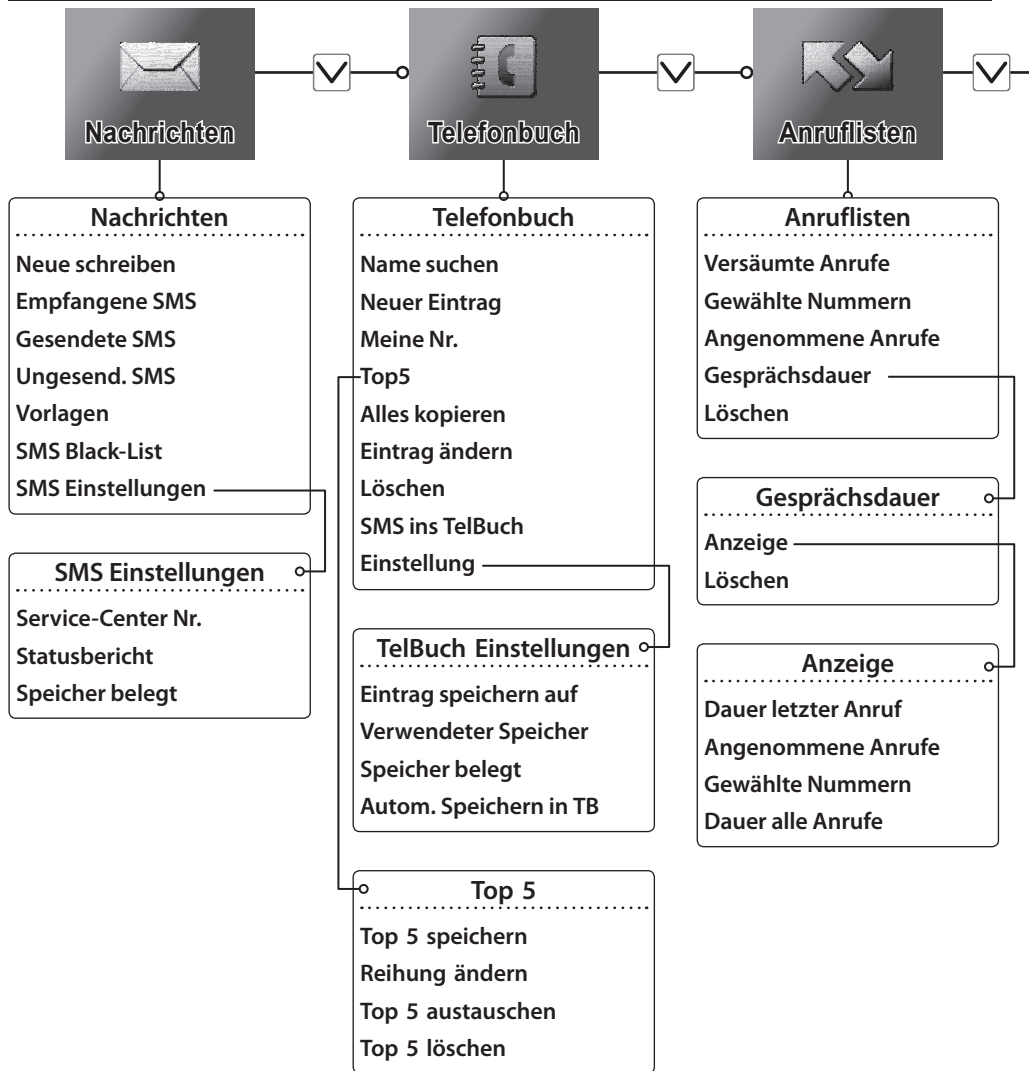 Nachrichten
Telefonbuch
Anruflisten
Nachrichten
Neue schreiben
Empfangene SMS
Gesendete SMS
Ungesend. SMS
Vorlagen
SMS Black-List
SMS Einstellungen
SMS Einstellungen
Service-Center Nr.
Statusbericht
Speicher belegt
Telefonbuch
Name suchen
Neuer Eintrag
Meine Nr.
Top5
Alles kopieren
Eintrag ändern
Löschen
SMS ins TelBuch
Einstellung
TelBuch Einstellungen
Eintrag speichern auf
Verwendeter Speicher
Speicher belegt
Autom. Speichern in TB
Top 5
Top 5 speichern
Reihung ändern
Top 5 austauschen
Top 5 löschen
Anruflisten
Versäumte Anrufe
Gewählte Nummern
Angenommene Anrufe
Gesprächsdauer
Löschen
Gesprächsdauer
Anzeige
Löschen
Anzeige
Dauer letzter Anruf
Angenommene Anrufe
Gewählte Nummern
Dauer alle Anrufe